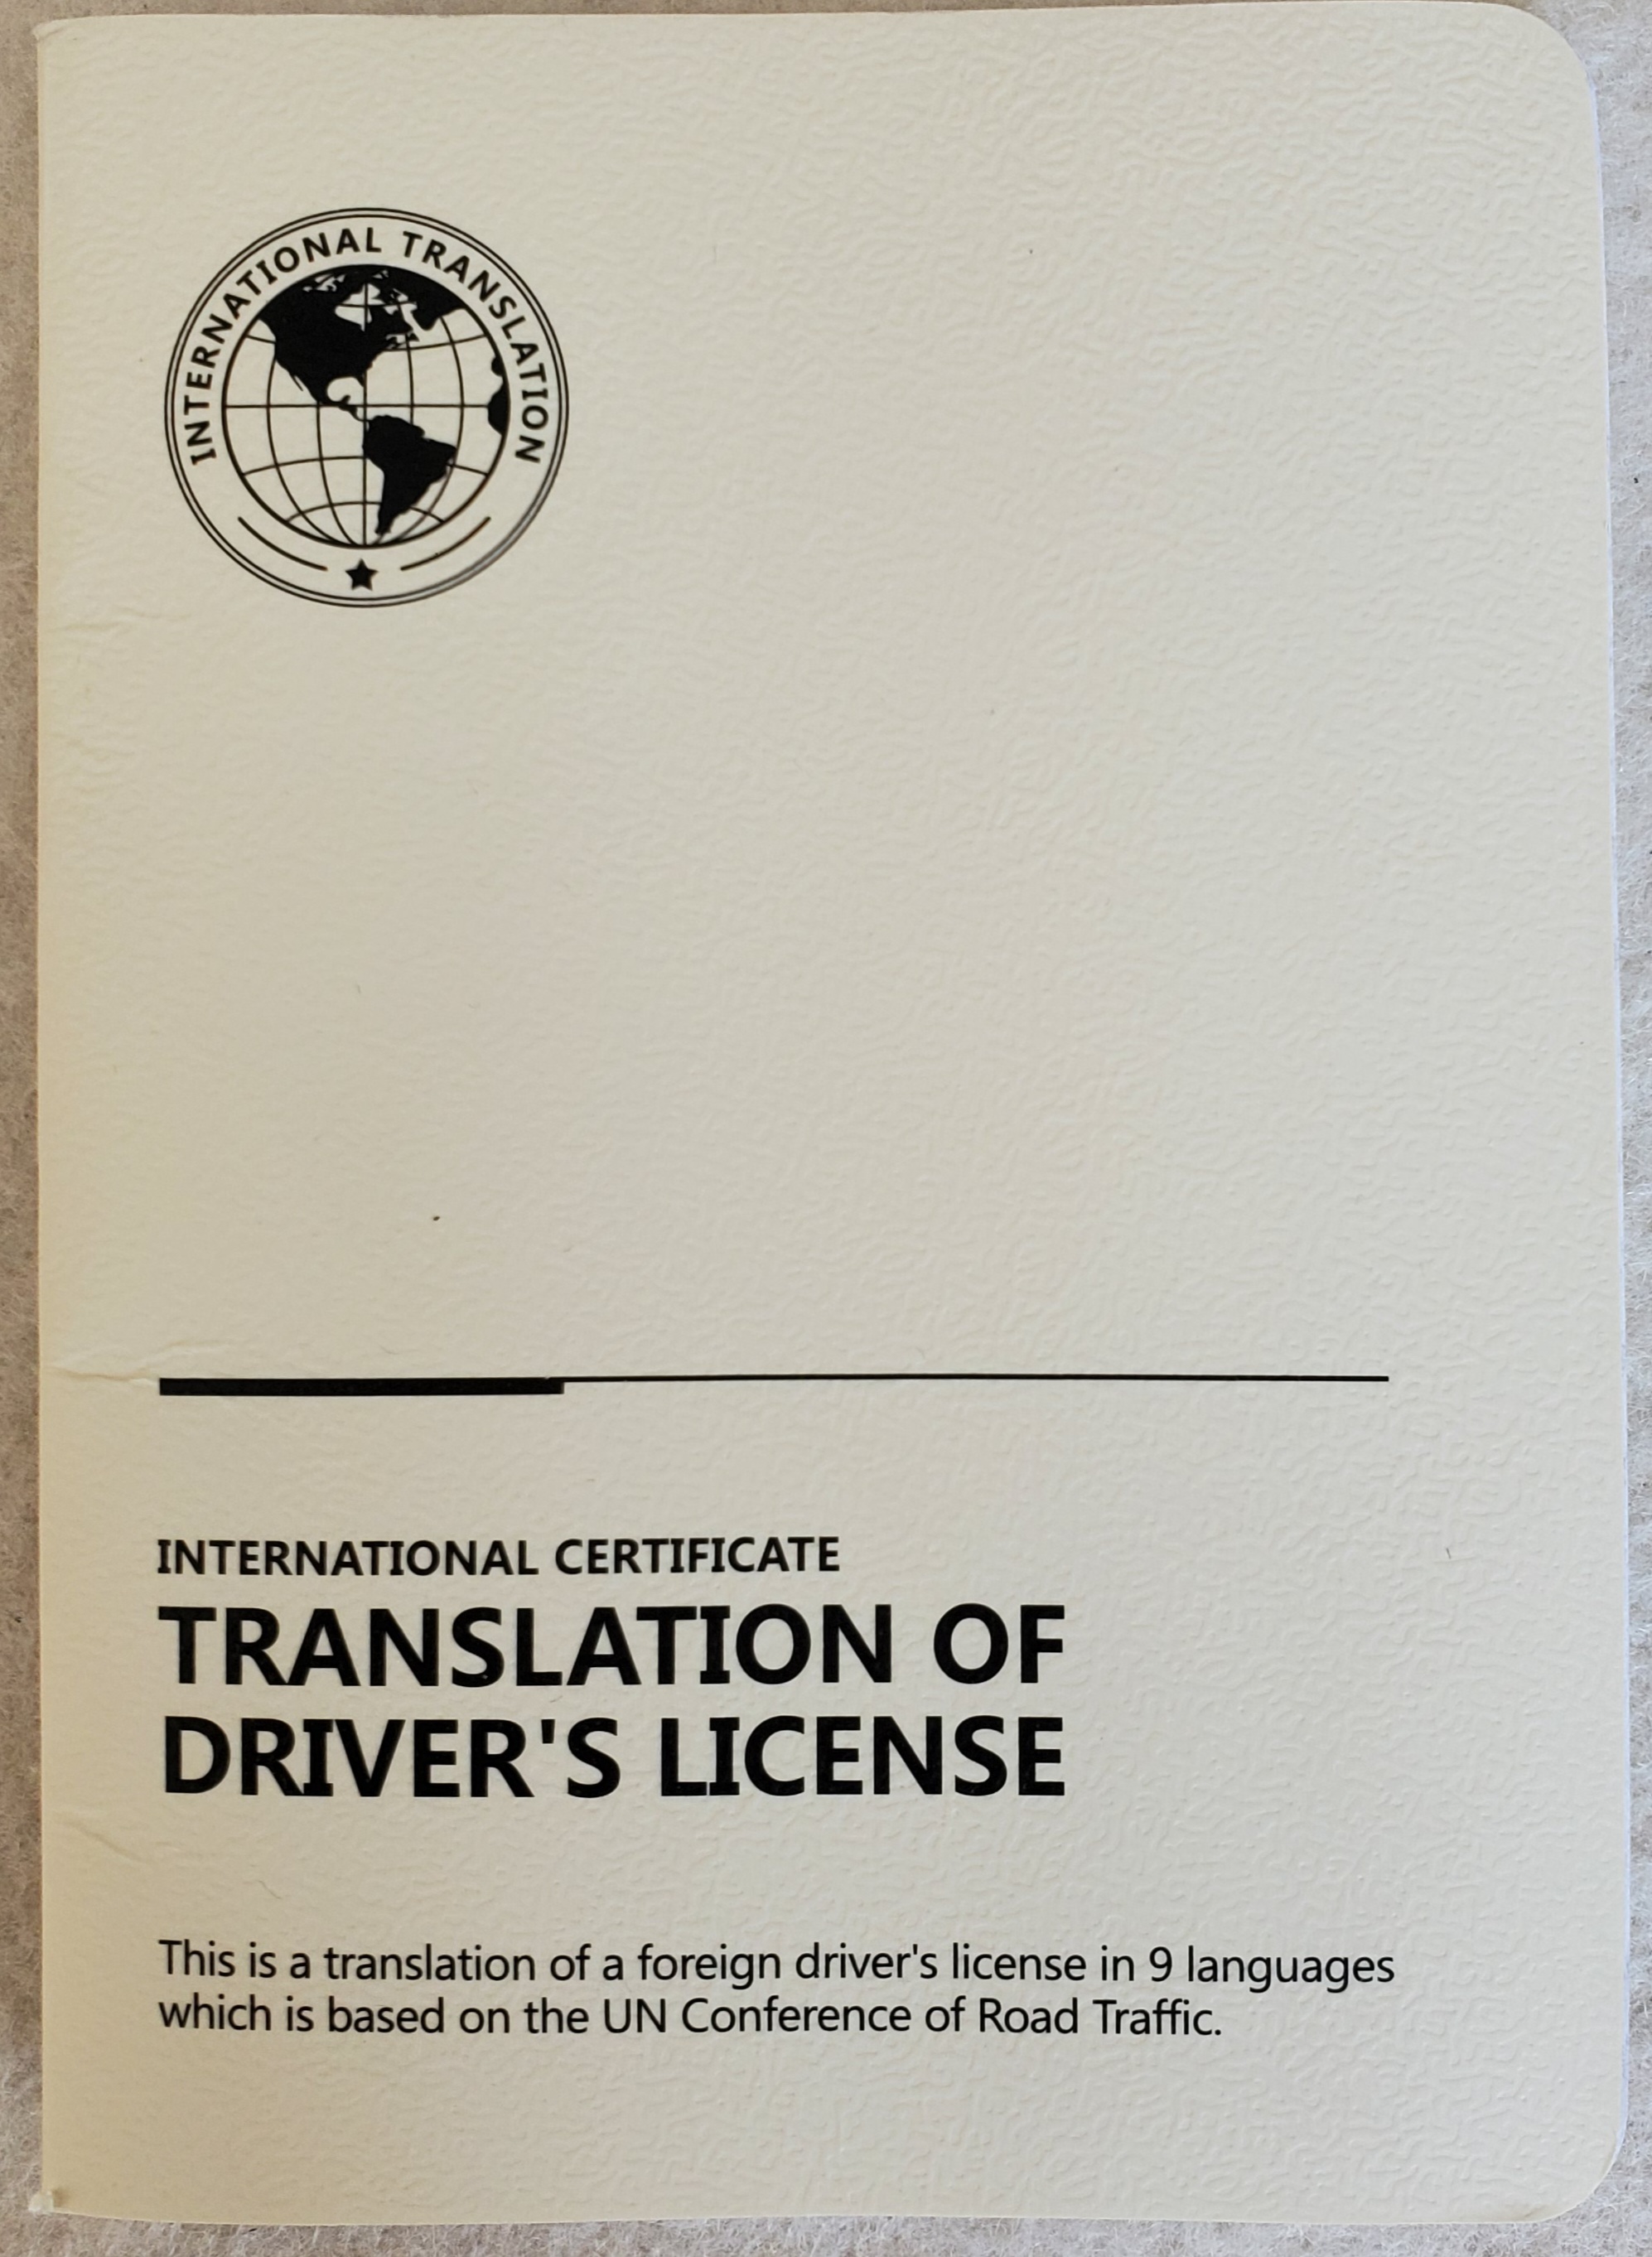 INTERNATIONAL TRANSLATION
INTERNATIONAL CERTIFICATE
TRANSLATION OF
DRIVER'S LICENSE
This is a translation of a foreign driver's license in 9 languages
which is based on the UN Conference of Road Traffic.